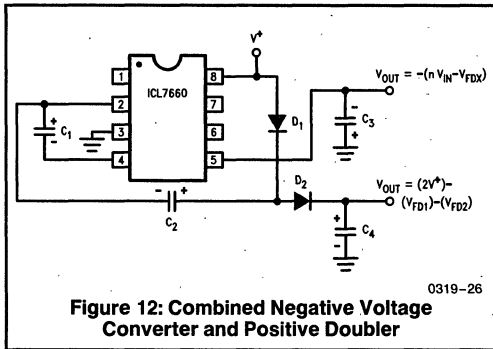 V+
1 8
ICL7660
2 7
3 6
4 5
+
C1
-
D1
VOUT = -(n VIN-VFDX)
-
C3
+
- +
C2
D2
VOUT = (2V+)-
(VFD1)-(VFD2)
+
C4
-
0319-26
Figure 12: Combined Negative Voltage
Converter and Positive Doubler